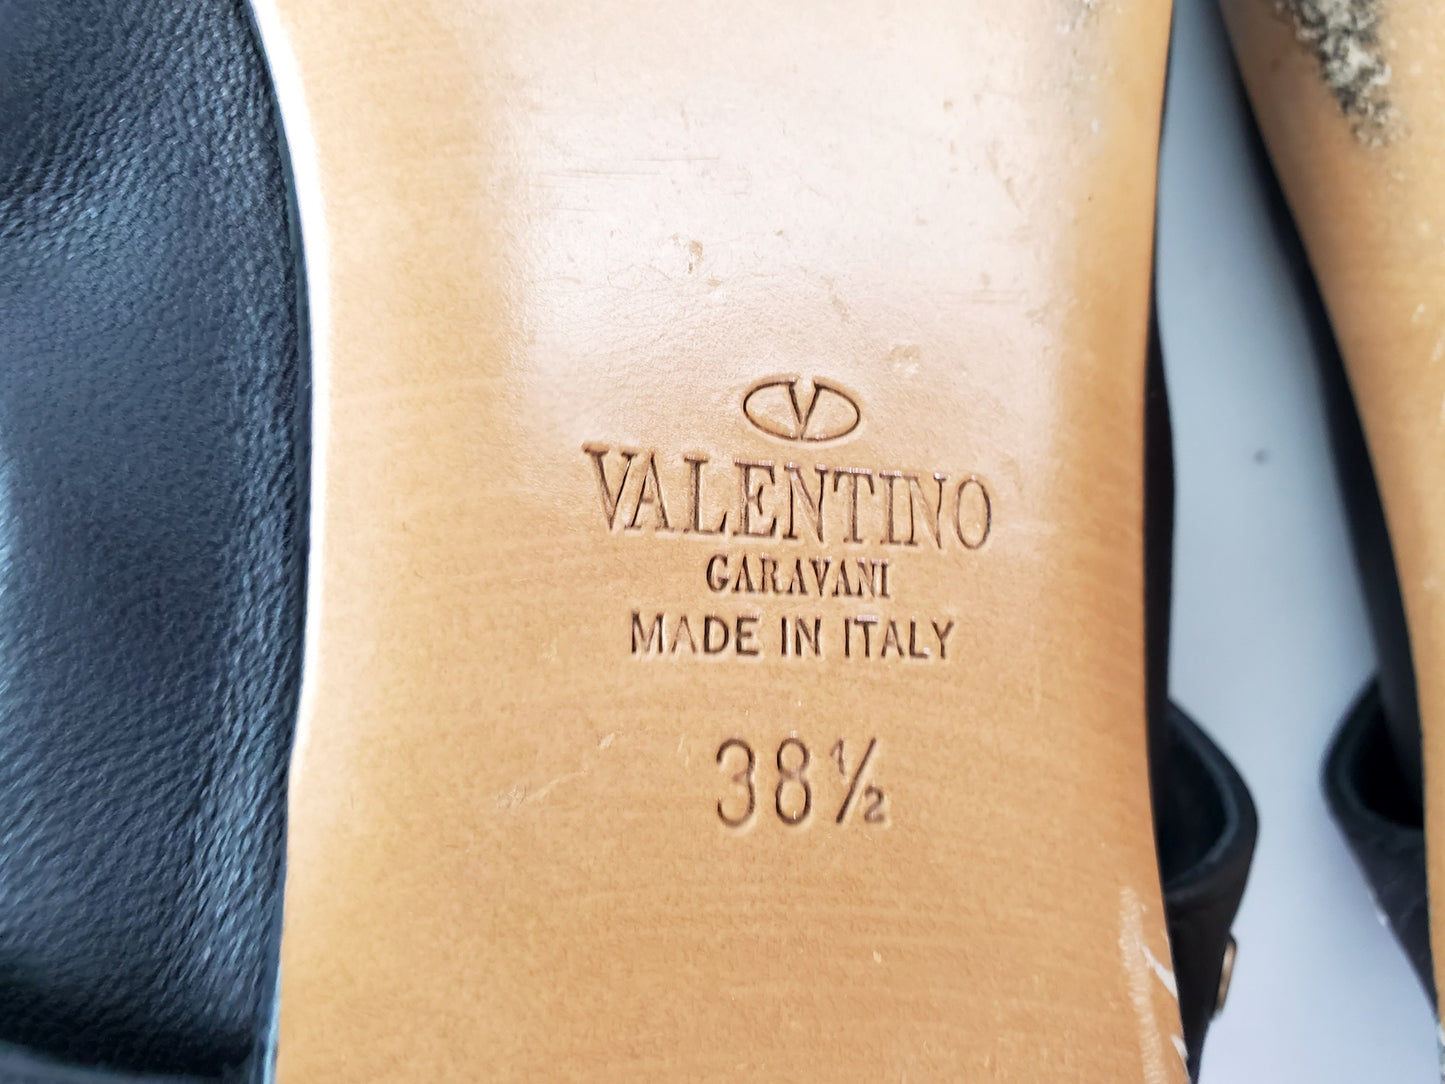 V
VALENTINO
GARAVANI
MADE IN ITALY
38½